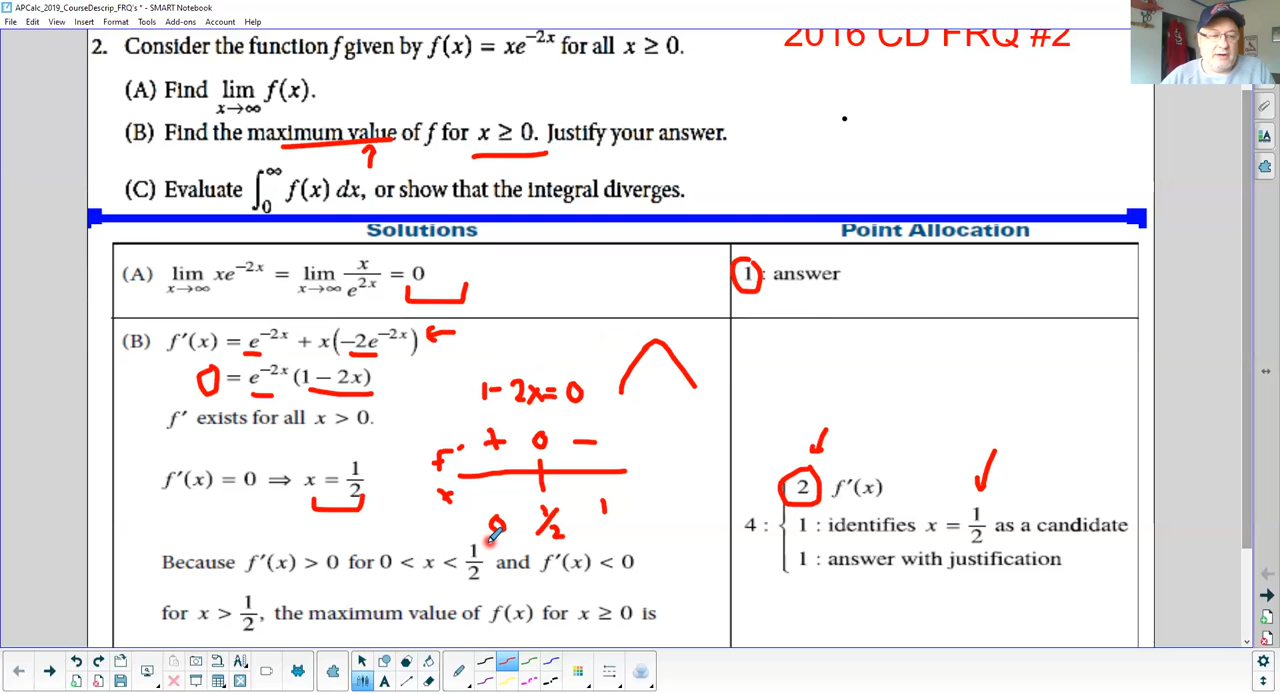 APCalc_2019_CourseDescrip_FRQ's * - SMART Notebook
File Edit View Insert Format Tools Add-ons Account Help
2016 CD FRQ #2
2. Consider the function f given by f(x) = xe^{-2x} for all x ≥ 0.
(A) Find lim_{x→∞} f(x).
(B) Find the maximum value of f for x ≥ 0. Justify your answer.
?
(C) Evaluate ∫_0^∞ f(x) dx, or show that the integral diverges.
Solutions Point Allocation
(A) lim_{x→∞} xe^{-2x} = lim_{x→∞} x/e^{2x} = 0
1 : answer
(B) f′(x) = e^{-2x} + x(−2e^{-2x})
0 = e^{-2x}(1 − 2x)
1 - 2x = 0
f′ exists for all x > 0.
f' + 0 −
f′(x) = 0 ⇒ x = 1/2
x 0 1/2 1
2 f′(x)
4 : 1 : identifies x = 1/2 as a candidate
1 : answer with justification
Because f′(x) > 0 for 0 < x < 1/2 and f′(x) < 0
for x > 1/2, the maximum value of f(x) for x ≥ 0 is